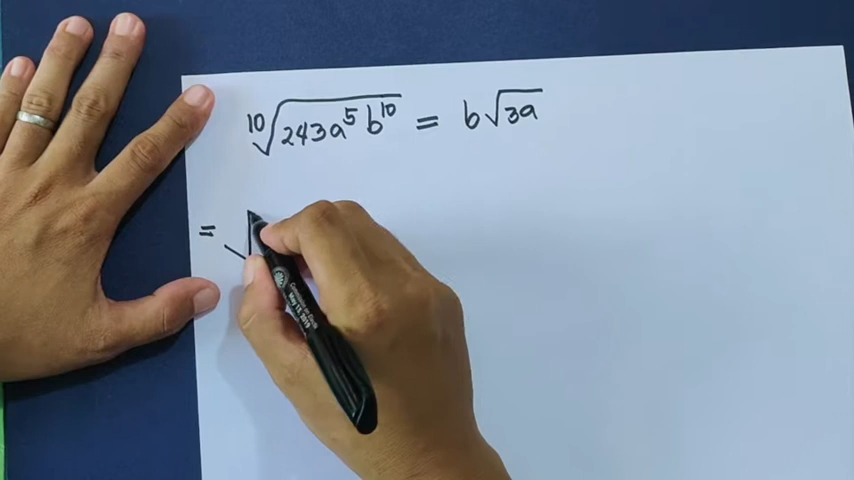 ¹⁰√243a⁵b¹⁰ = b√3a
= √